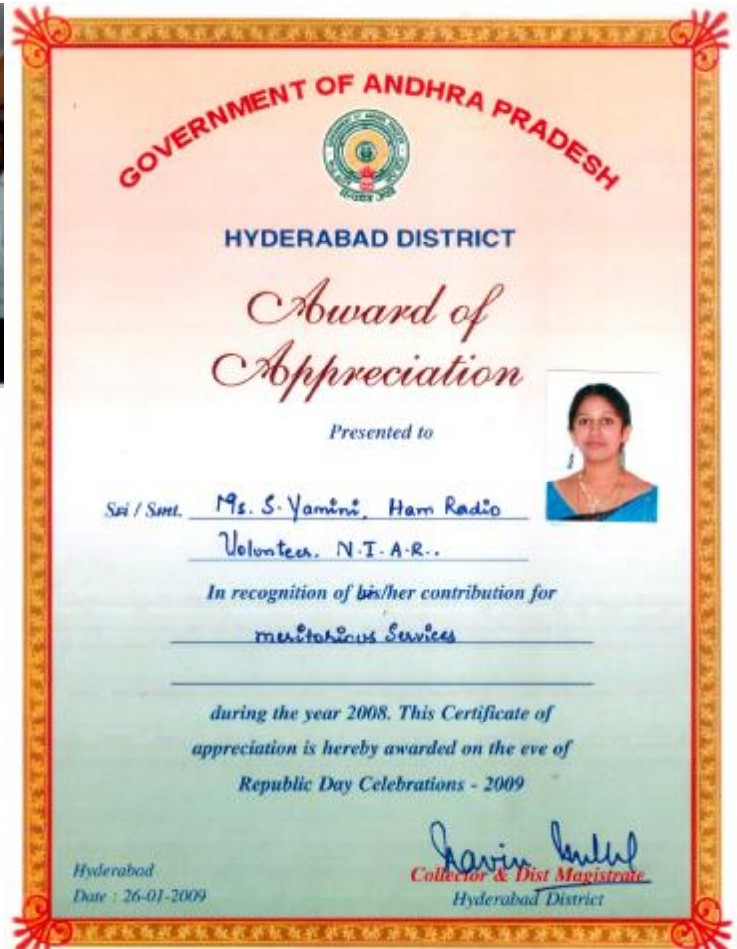 GOVERNMENT OF ANDHRA PRADESH
HYDERABAD DISTRICT
Award of
Appreciation
Presented to
Sri / Smt. Ms. S. Yamini, Ham Radio
Volunteer. N.I.A.R..
In recognition of his/her contribution for
meritorious Services
during the year 2008. This Certificate of
appreciation is hereby awarded on the eve of
Republic Day Celebrations - 2009
Hyderabad
Date : 26-01-2009
Collector & Dist Magistrate
Hyderabad District